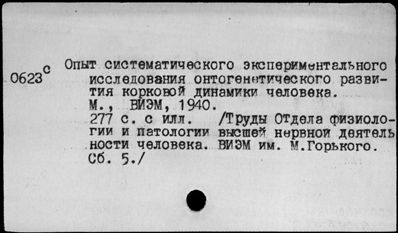 Опыт систематического экспериментального
0623с
исследования онтогенетического разви-
тия корковой динамики человека.
М., ВИЭМ, 1940.
277 с. с илл. /Труды Отдела физиоло-
гии и патологии высшей нервной деятель
ности человека. ВИЭМ им. М.Горького.
Сб. 5./